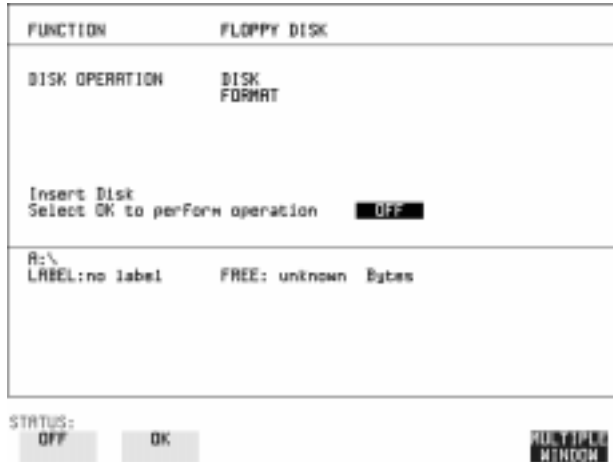 FUNCTION FLOPPY DISK
DISK OPERATION DISK
FORMAT
Insert Disk
Select OK to perform operation OFF
A:\
LABEL:no label FREE: unknown Bytes
STATUS:
OFF OK MULTIPLE
WINDOW